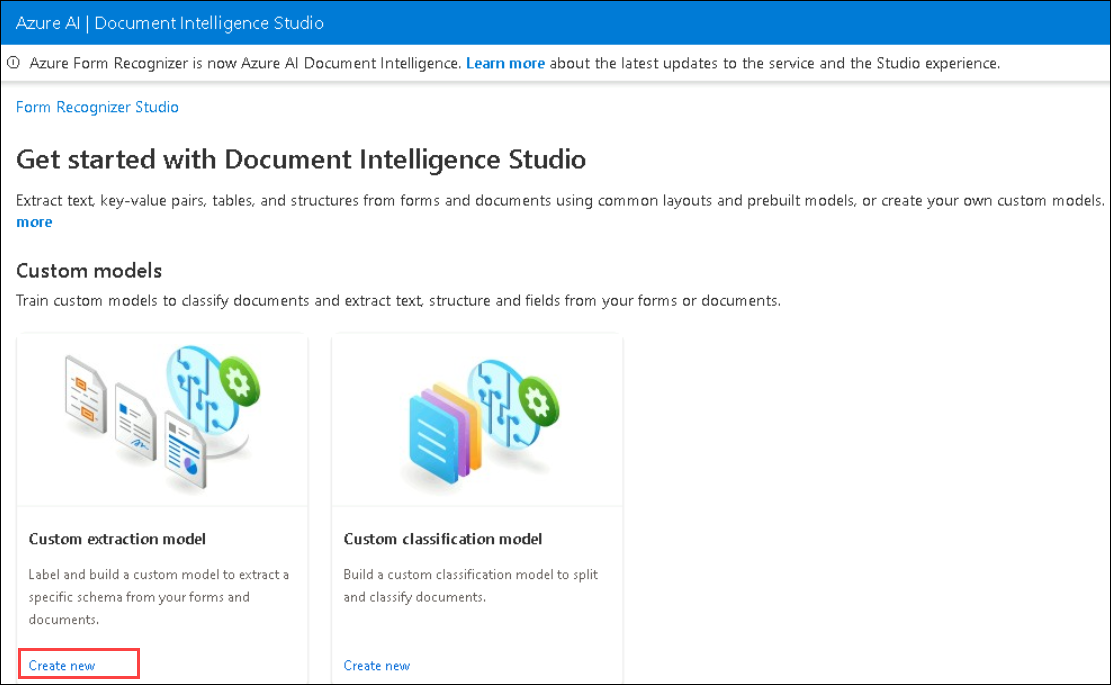 Azure AI | Document Intelligence Studio
Azure Form Recognizer is now Azure AI Document Intelligence. Learn more about the latest updates to the service and the Studio experience.
Form Recognizer Studio
Get started with Document Intelligence Studio
Extract text, key-value pairs, tables, and structures from forms and documents using common layouts and prebuilt models, or create your own custom models.
more
Custom models
Train custom models to classify documents and extract text, structure and fields from your forms or documents.
Custom extraction model
Label and build a custom model to extract a
specific schema from your forms and
documents.
Create new
Custom classification model
Build a custom classification model to split
and classify documents.
Create new